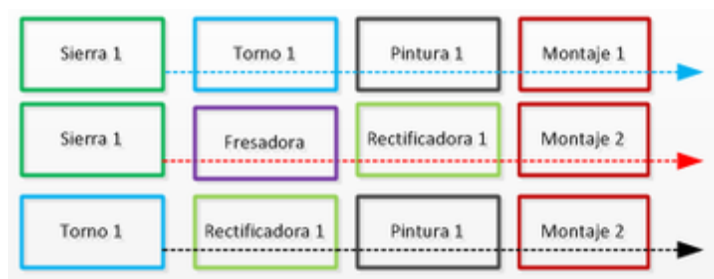 Sierra 1 Torno 1 Pintura 1 Montaje 1
Sierra 1 Fresadora Rectificadora 1 Montaje 2
Torno 1 Rectificadora 1 Pintura 1 Montaje 2